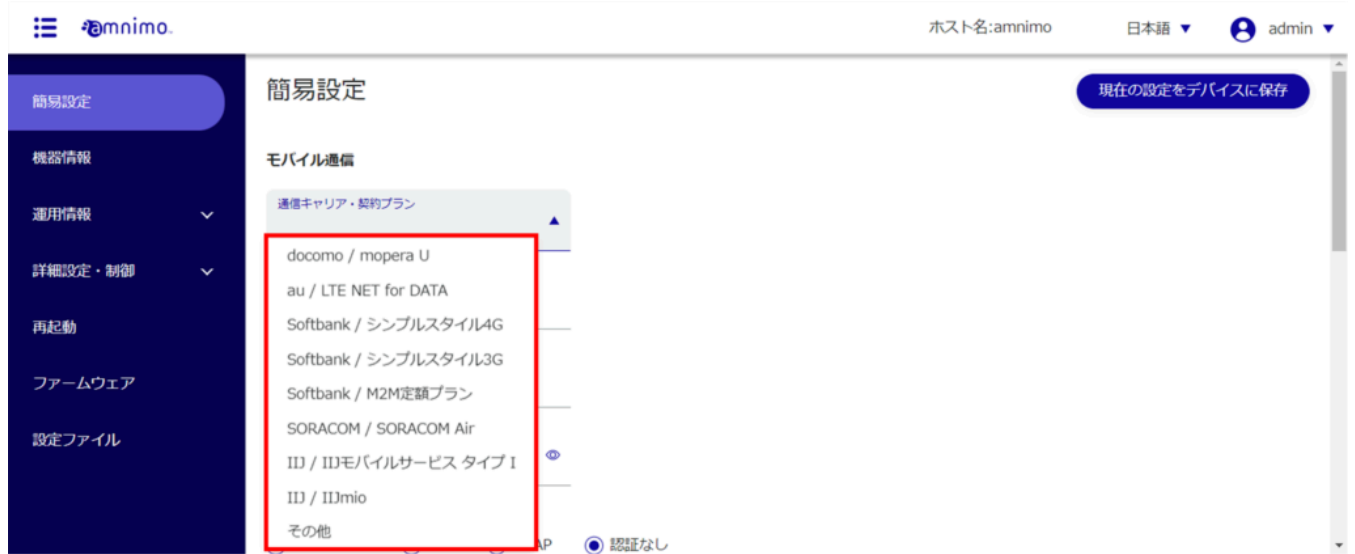 amnimo
ホスト名:amnimo
日本語 ▼
admin ▼
簡易設定
機器情報
運用情報
詳細設定・制御
再起動
ファームウェア
設定ファイル
簡易設定
現在の設定をデバイスに保存
モバイル通信
通信キャリア・契約プラン
docomo / mopera U
au / LTE NET for DATA
Softbank / シンプルスタイル4G
Softbank / シンプルスタイル3G
Softbank / M2M定額プラン
SORACOM / SORACOM Air
IIJ / IIJモバイルサービス タイプ I
IIJ / IIJmio
その他
認証なし